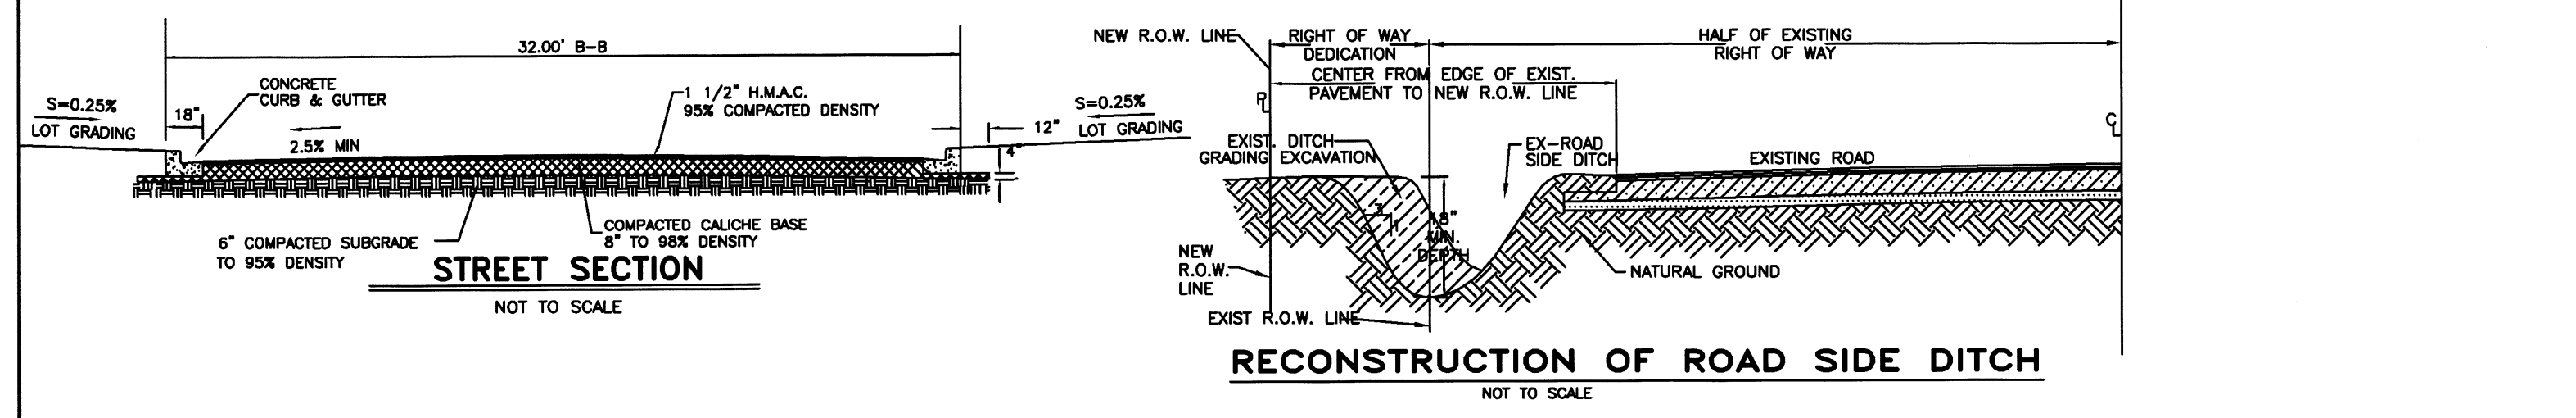 32.00' B-B
CONCRETE
CURB & GUTTER
S=0.25%
LOT GRADING
18"
2.5% MIN
1 1/2" H.M.A.C.
95% COMPACTED DENSITY
S=0.25%
12" LOT GRADING
4"
6" COMPACTED SUBGRADE
TO 95% DENSITY
COMPACTED CALICHE BASE
8" TO 98% DENSITY
STREET SECTION
NOT TO SCALE
NEW R.O.W. LINE
RIGHT OF WAY
DEDICATION
HALF OF EXISTING
RIGHT OF WAY
CENTER FROM EDGE OF EXIST.
PAVEMENT TO NEW R.O.W. LINE
PL
CL
EXIST. DITCH
GRADING EXCAVATION
EX-ROAD
SIDE DITCH
EXISTING ROAD
3
1
18"
MIN.
DEPTH
NEW
R.O.W.
LINE
NATURAL GROUND
EXIST R.O.W. LINE
RECONSTRUCTION OF ROAD SIDE DITCH
NOT TO SCALE